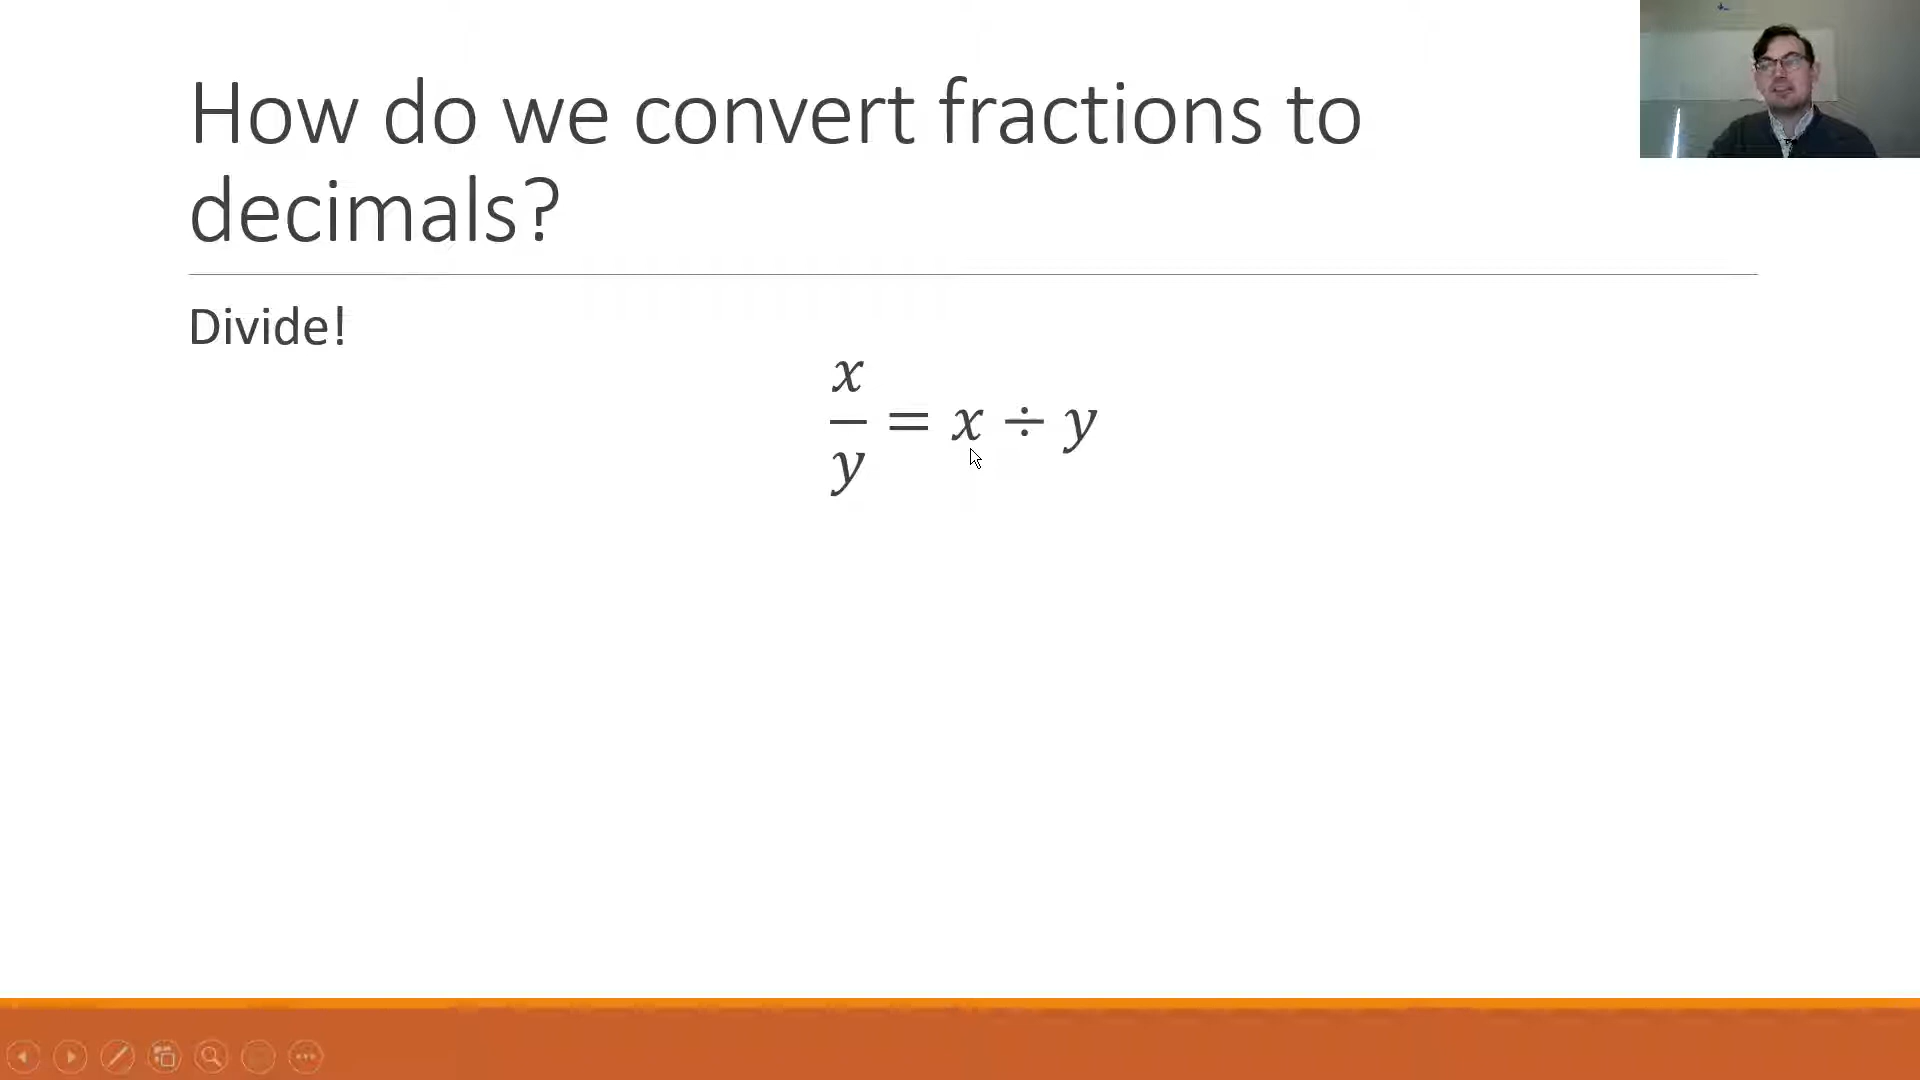 How do we convert fractions to
decimals?
Divide!
x/y = x ÷ y